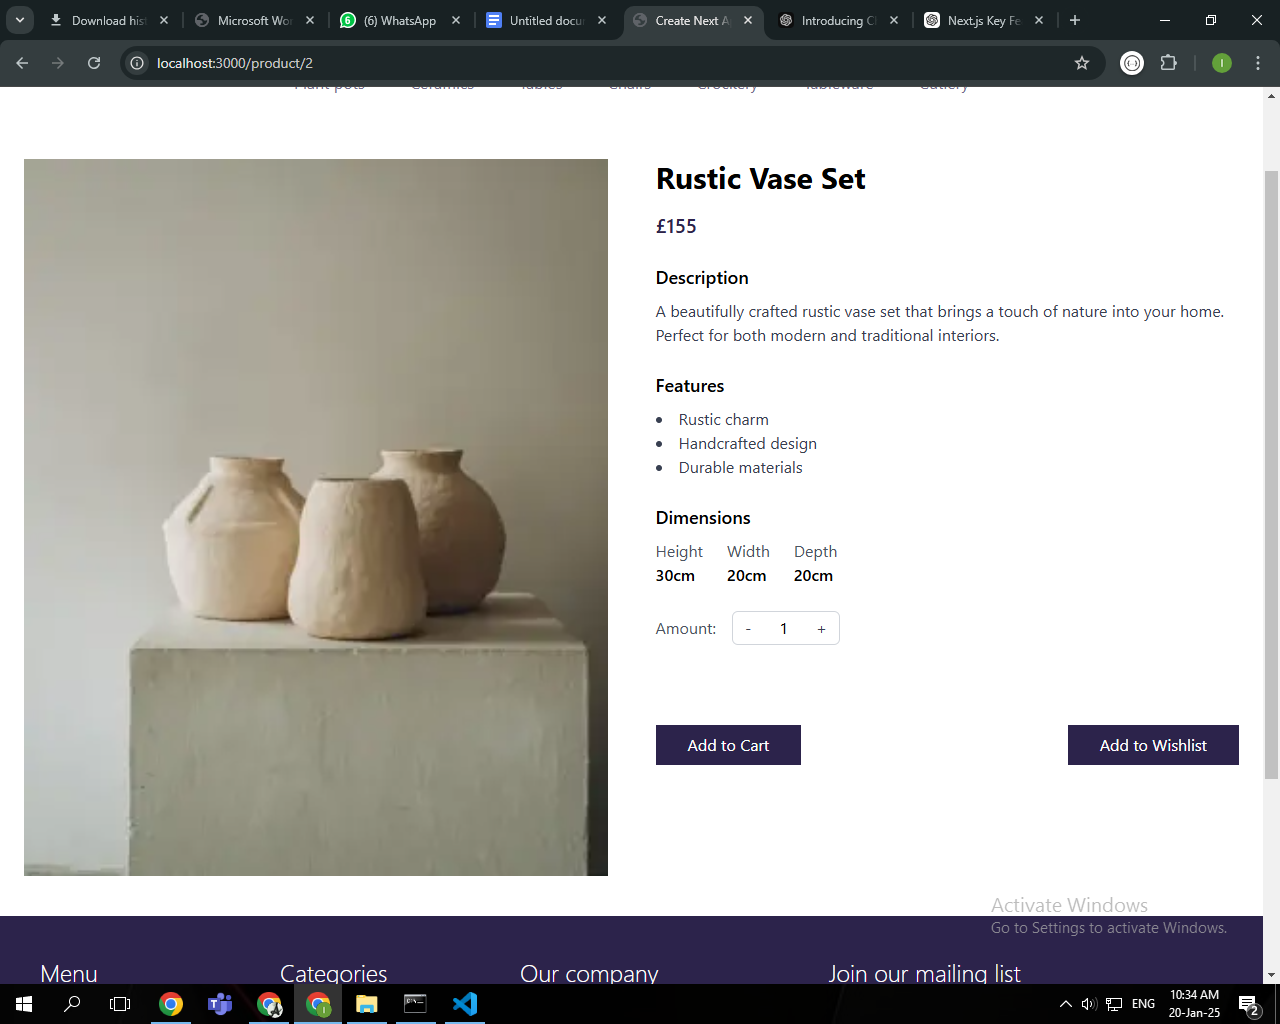 Download hist
Microsoft Wor
(6) WhatsApp
Untitled docu
Create Next A
Introducing C
Next.js Key Fe
localhost:3000/product/2
Plant pots Ceramics Tables Chairs Crockery Tableware Cutlery
Rustic Vase Set
£155
Description
A beautifully crafted rustic vase set that brings a touch of nature into your home.
Perfect for both modern and traditional interiors.
Features
Rustic charm
Handcrafted design
Durable materials
Dimensions
Height Width Depth
30cm 20cm 20cm
Amount: - 1 +
Add to Cart
Add to Wishlist
Activate Windows
Go to Settings to activate Windows.
Menu
Categories
Our company
Join our mailing list
ENG
10:34 AM
20-Jan-25
2